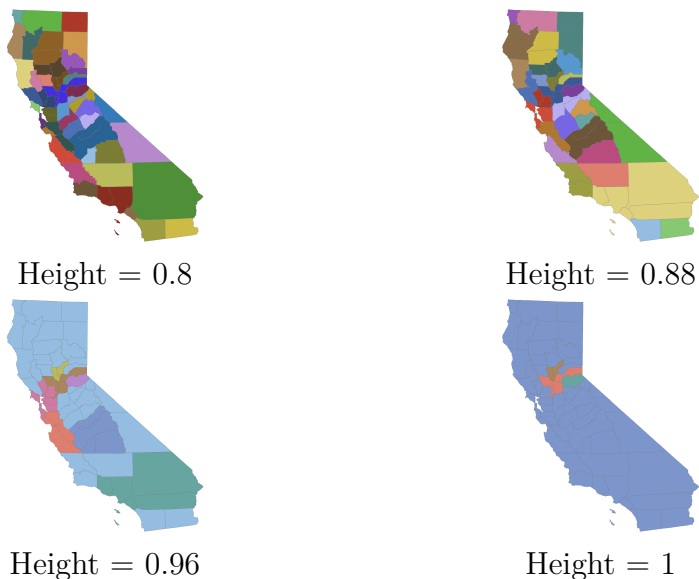 Height = 0.8
Height = 0.88
Height = 0.96
Height = 1